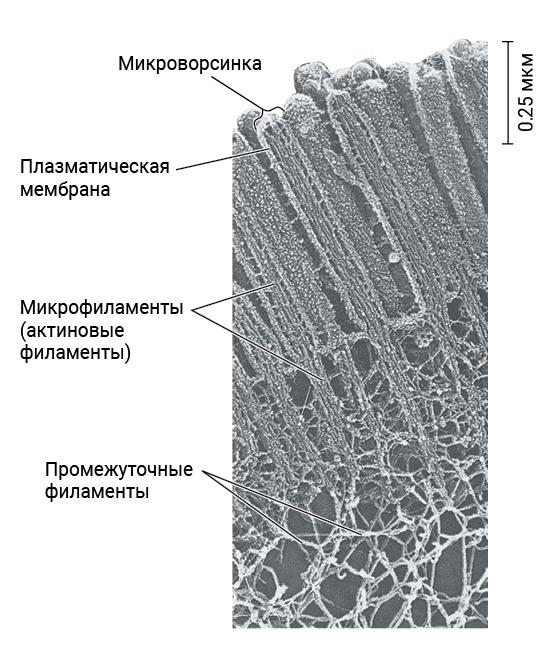 Микроворсинка
0.25 мкм
Плазматическая
мембрана
Микрофиламенты
(актиновые
филаменты)
Промежуточные
филаменты